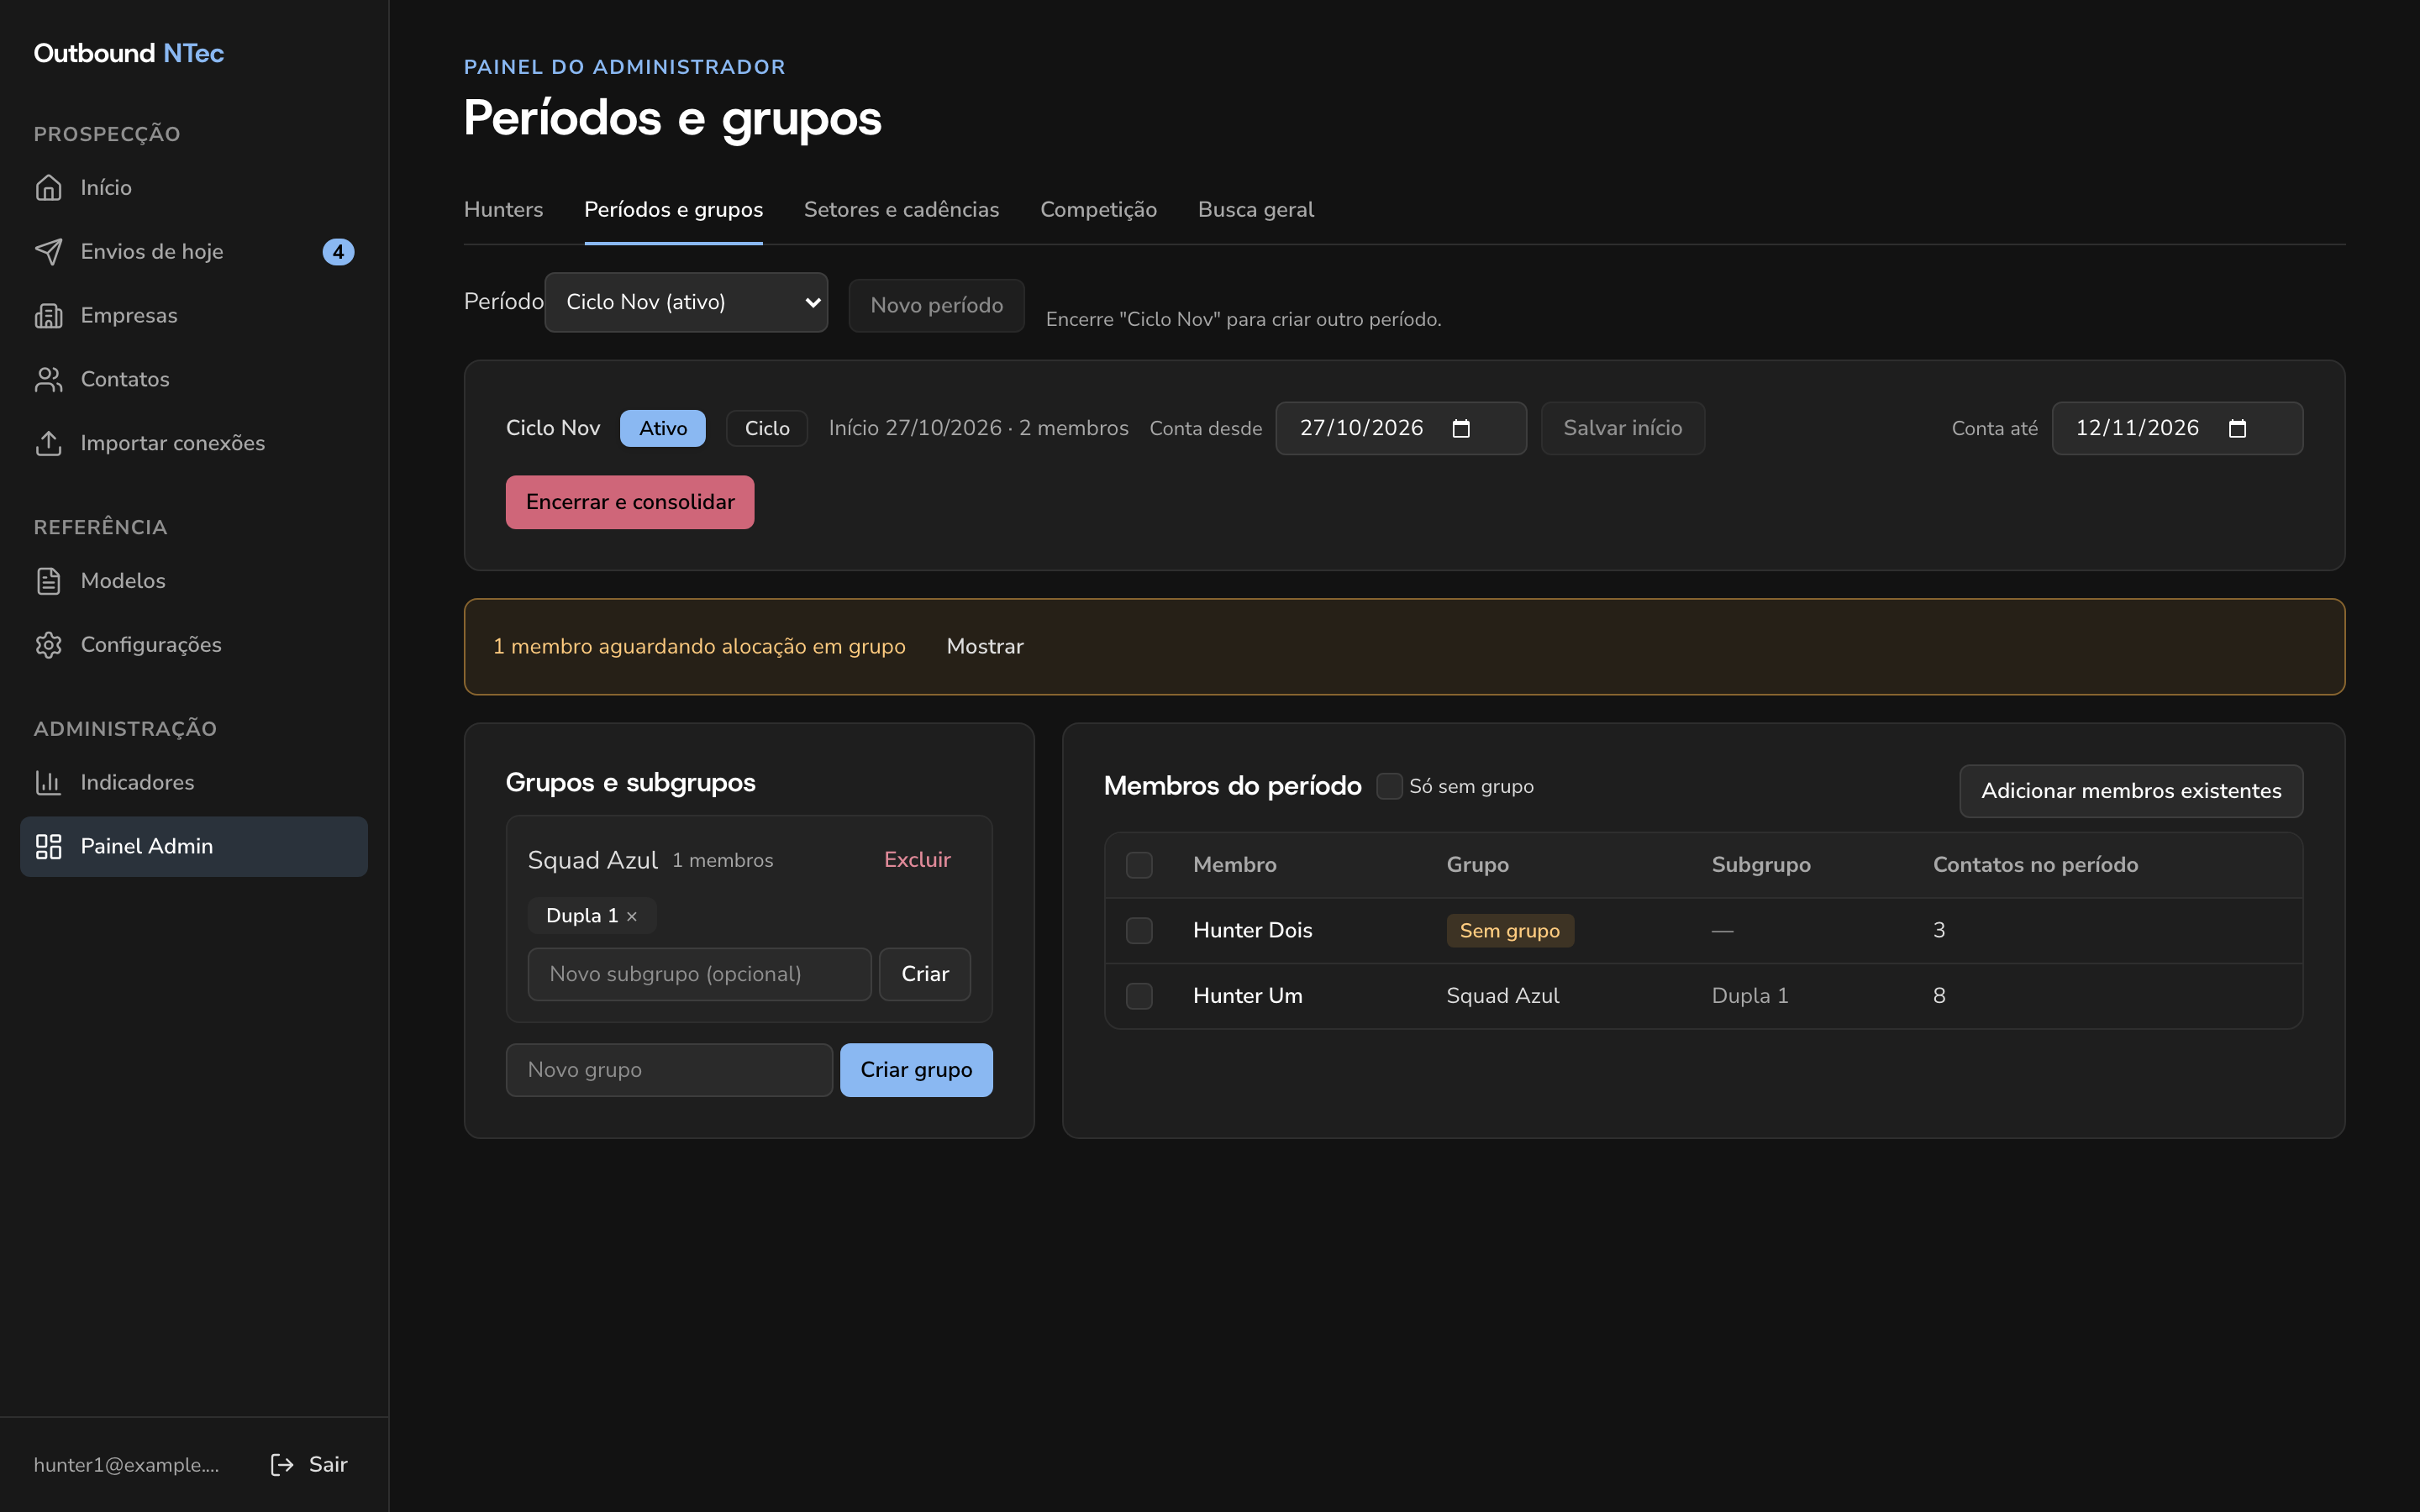 Outbound NTec
PROSPECÇÃO
Início
Envios de hoje 4
Empresas
Contatos
Importar conexões
REFERÊNCIA
Modelos
Configurações
ADMINISTRAÇÃO
Indicadores
Painel Admin
hunter1@example.... Sair
PAINEL DO ADMINISTRADOR
Períodos e grupos
Hunters Períodos e grupos Setores e cadências Competição Busca geral
Período Ciclo Nov (ativo) Novo período Encerre "Ciclo Nov" para criar outro período.
Ciclo Nov Ativo Ciclo Início 27/10/2026 · 2 membros Conta desde 27/10/2026 Salvar início Conta até 12/11/2026
Encerrar e consolidar
1 membro aguardando alocação em grupo Mostrar
Grupos e subgrupos
Squad Azul 1 membros Excluir
Dupla 1 ×
Novo subgrupo (opcional) Criar
Novo grupo Criar grupo
Membros do período Só sem grupo Adicionar membros existentes
Membro Grupo Subgrupo Contatos no período
Hunter Dois Sem grupo — 3
Hunter Um Squad Azul Dupla 1 8